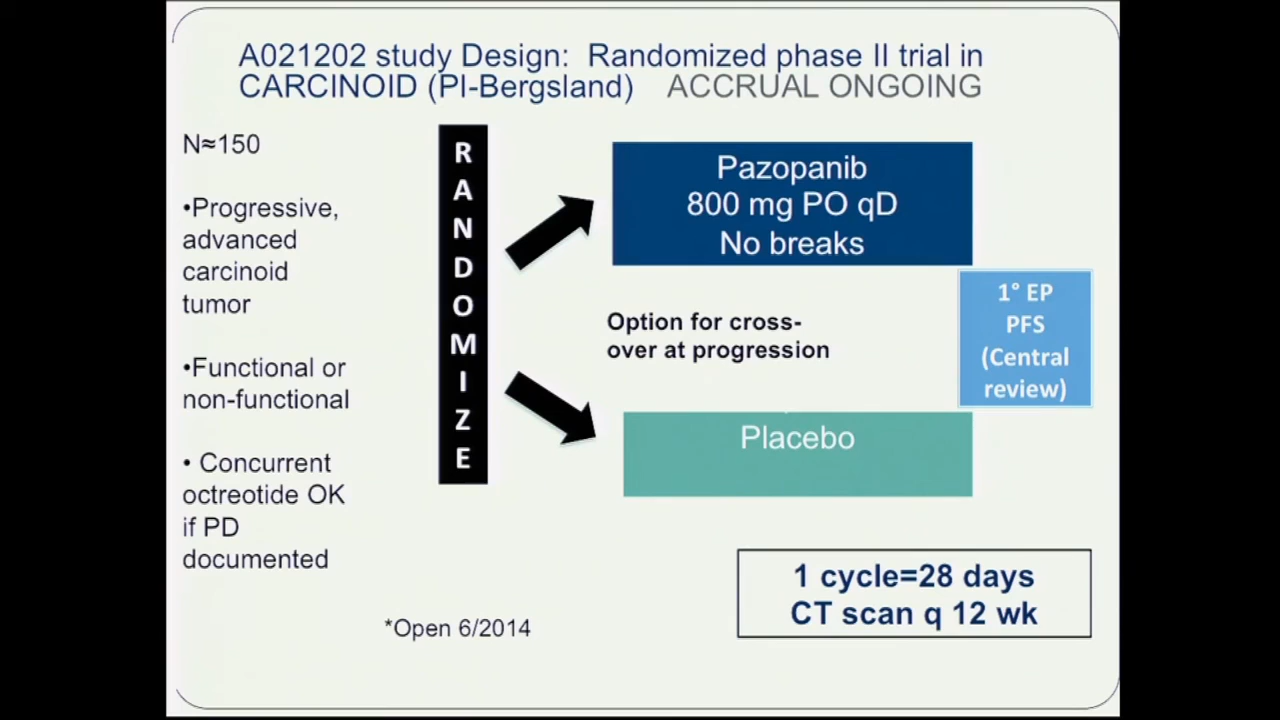 A021202 study Design: Randomized phase II trial in
CARCINOID (PI-Bergsland) ACCRUAL ONGOING
N≈150
•Progressive,
advanced
carcinoid
tumor
•Functional or
non-functional
• Concurrent
octreotide OK
if PD
documented
R
A
N
D
O
M
I
Z
E
Pazopanib
800 mg PO qD
No breaks
Option for cross-
over at progression
Placebo
1° EP
PFS
(Central
review)
1 cycle=28 days
CT scan q 12 wk
*Open 6/2014